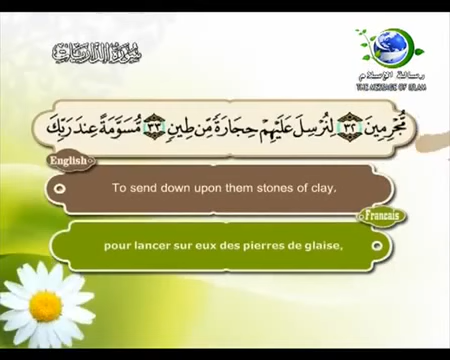 سورة الذاريات
رسالة الإسلام
THE MESSAGE OF ISLAM
مُّجْرِمِينَ ٣٢ لِنُرْسِلَ عَلَيْهِمْ حِجَارَةً مِّن طِينٍ ٣٣ مُّسَوَّمَةً عِندَ رَبِّكَ
English
To send down upon them stones of clay.
Francais
pour lancer sur eux des pierres de glaise,